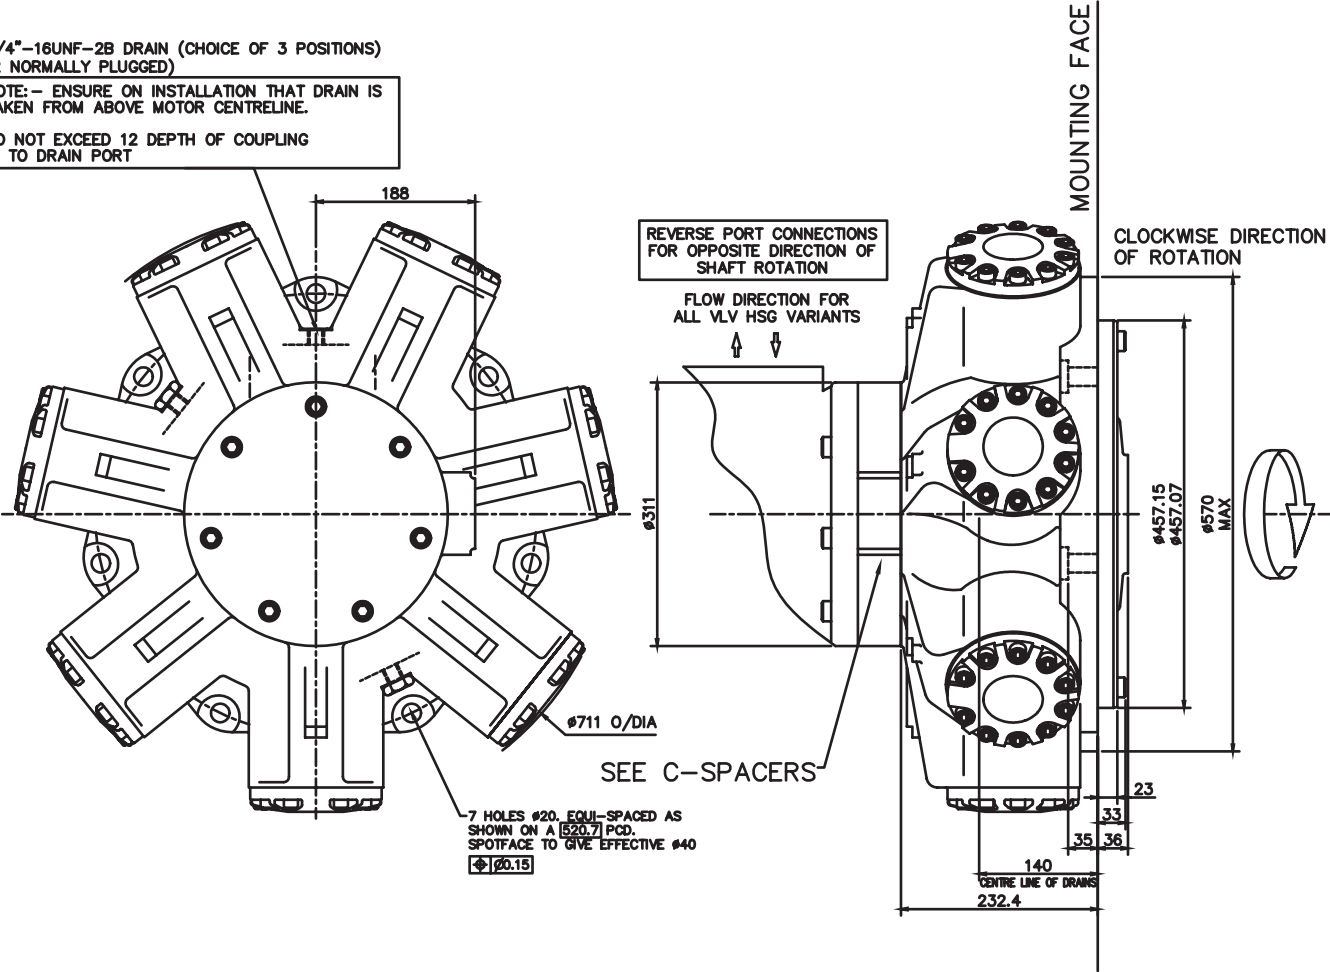 /4"-16UNF-2B DRAIN (CHOICE OF 3 POSITIONS)
NORMALLY PLUGGED)
OTE:- ENSURE ON INSTALLATION THAT DRAIN IS
AKEN FROM ABOVE MOTOR CENTRELINE.
O NOT EXCEED 12 DEPTH OF COUPLING
TO DRAIN PORT
188
REVERSE PORT CONNECTIONS
FOR OPPOSITE DIRECTION OF
SHAFT ROTATION
FLOW DIRECTION FOR
ALL VLV HSG VARIANTS
MOUNTING FACE
CLOCKWISE DIRECTION
OF ROTATION
ø311
ø457.15
ø457.07
ø570
MAX
ø711 O/DIA
SEE C-SPACERS
7 HOLES ø20. EQUI-SPACED AS
SHOWN ON A 520.7 PCD.
SPOTFACE TO GIVE EFFECTIVE ø40
⌖ Ø0.15
23
33
35
36
140
CENTRE LINE OF DRAINS
232.4